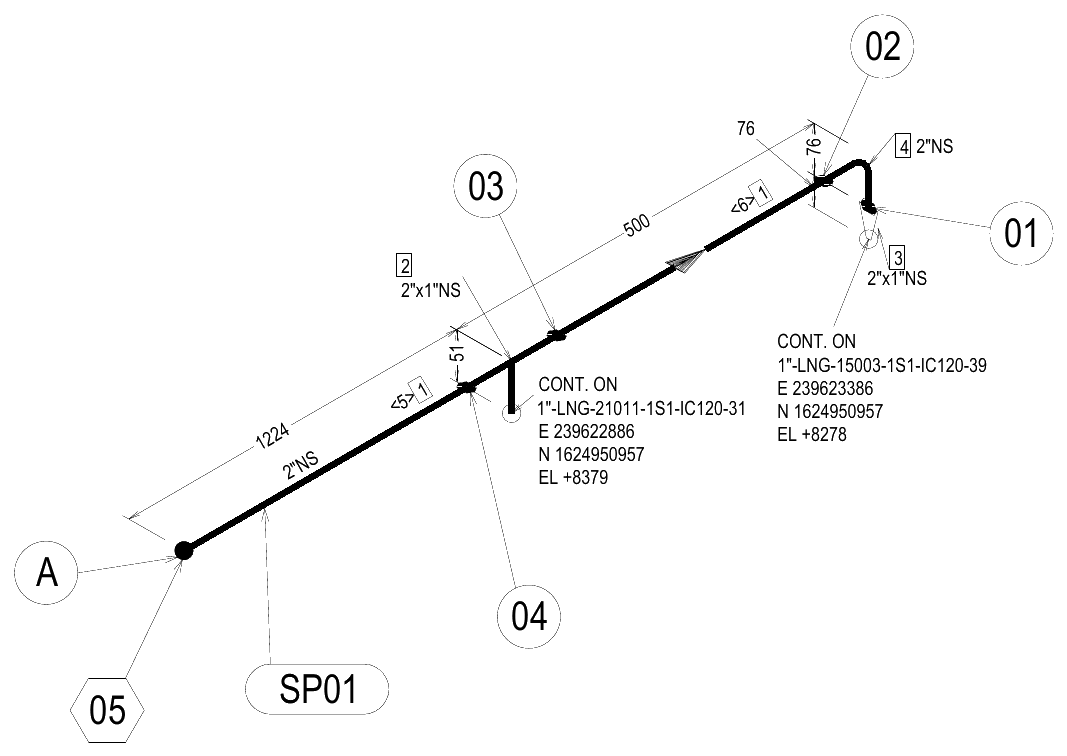 02
76
76
4 2"NS
03
<6> 1
500
01
2
2"x1"NS
3
2"x1"NS
51
CONT. ON
1"-LNG-15003-1S1-IC120-39
E 239623386
N 1624950957
EL +8278
CONT. ON
1"-LNG-21011-1S1-IC120-31
E 239622886
N 1624950957
EL +8379
<5> 1
1224
2"NS
A
04
SP01
05